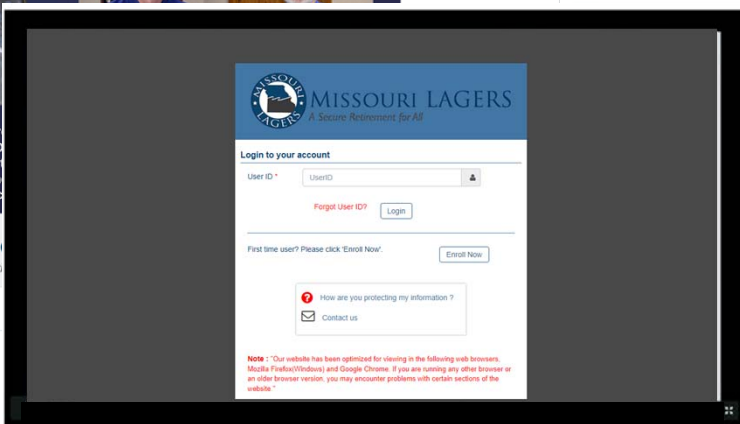 MISSOURI LAGERS
MISSOURI LAGERS
A Secure Retirement for All
Login to your account
User ID *
UserID
Forgot User ID?
Login
First time user? Please click 'Enroll Now'.
Enroll Now
How are you protecting my information ?
Contact us
Note : "Our website has been optimized for viewing in the following web browsers,
Mozilla Firefox(Windows) and Google Chrome. If you are running any other browser or
an older browser version, you may encounter problems with certain sections of the
website."